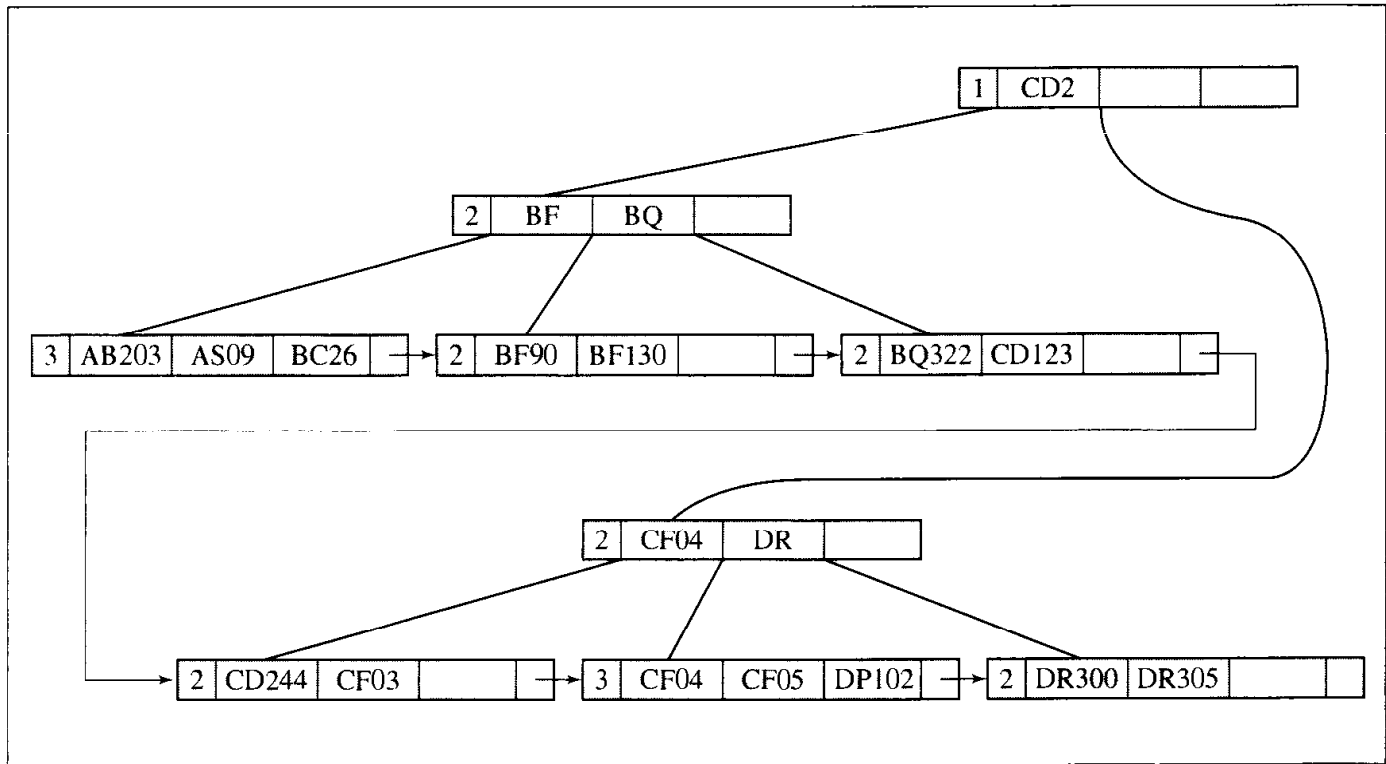 1 CD2
2 BF BQ
3 AB203 AS09 BC26
2 BF90 BF130
2 BQ322 CD123
2 CF04 DR
2 CD244 CF03
3 CF04 CF05 DP102
2 DR300 DR305